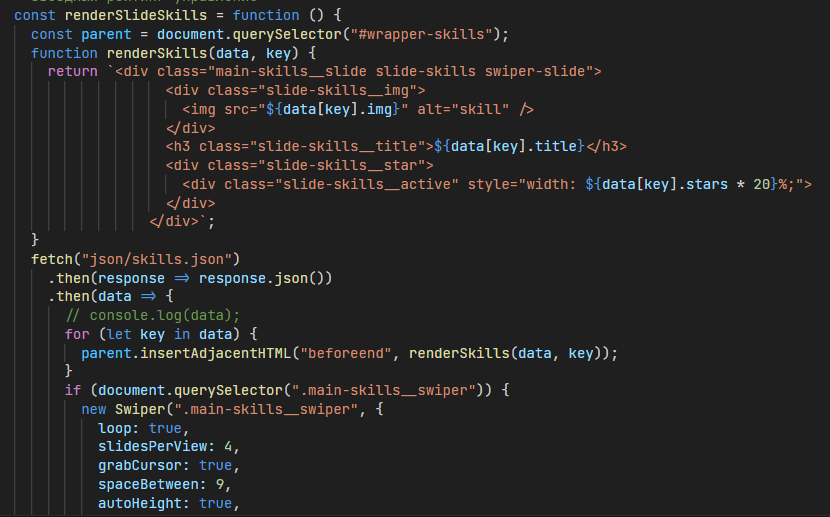 const renderSlideSkills = function () {
const parent = document.querySelector("#wrapper-skills");
function renderSkills(data, key) {
return `<div class="main-skills__slide slide-skills swiper-slide">
<div class="slide-skills__img">
<img src="${data[key].img}" alt="skill" />
</div>
<h3 class="slide-skills__title">${data[key].title}</h3>
<div class="slide-skills__star">
<div class="slide-skills__active" style="width: ${data[key].stars * 20}%;">
</div>
</div>`;
}
fetch("json/skills.json")
.then(response => response.json())
.then(data => {
// console.log(data);
for (let key in data) {
parent.insertAdjacentHTML("beforeend", renderSkills(data, key));
}
if (document.querySelector(".main-skills__swiper")) {
new Swiper(".main-skills__swiper", {
loop: true,
slidesPerView: 4,
grabCursor: true,
spaceBetween: 9,
autoHeight: true,